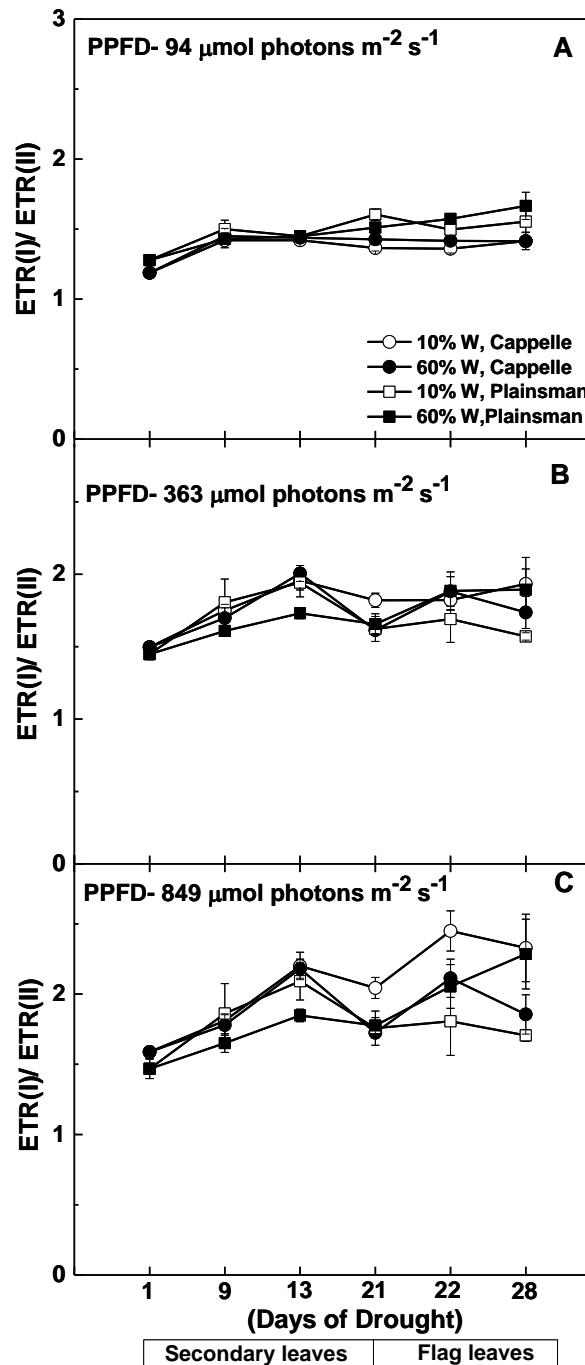 3
PPFD- 94 μmol photons m⁻² s⁻¹
A
2
ETR(I)/ ETR(II)
1
10% W, Cappelle
60% W, Cappelle
10% W, Plainsman
60% W,Plainsman
0
PPFD- 363 μmol photons m⁻² s⁻¹
B
2
ETR(I)/ ETR(II)
1
0
PPFD- 849 μmol photons m⁻² s⁻¹
C
2
ETR(I)/ ETR(II)
1
0
1 9 13 21 22 28
(Days of Drought)
Secondary leaves
Flag leaves